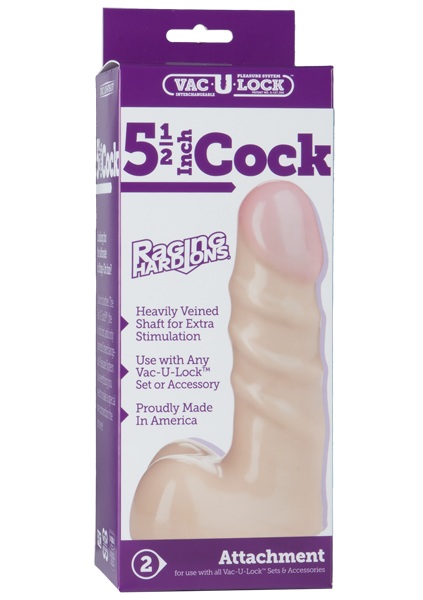 VAC-U-LOCK
PLEASURE SYSTEM
INTERCHANGEABLE
5 1/2 Inch Cock
Raging
HARD ONS
Heavily Veined
Shaft for Extra
Stimulation
Use with Any
Vac-U-Lock™
Set or Accessory
Proudly Made
In America
2
Attachment
for use with all Vac-U-Lock™ Sets & Accessories